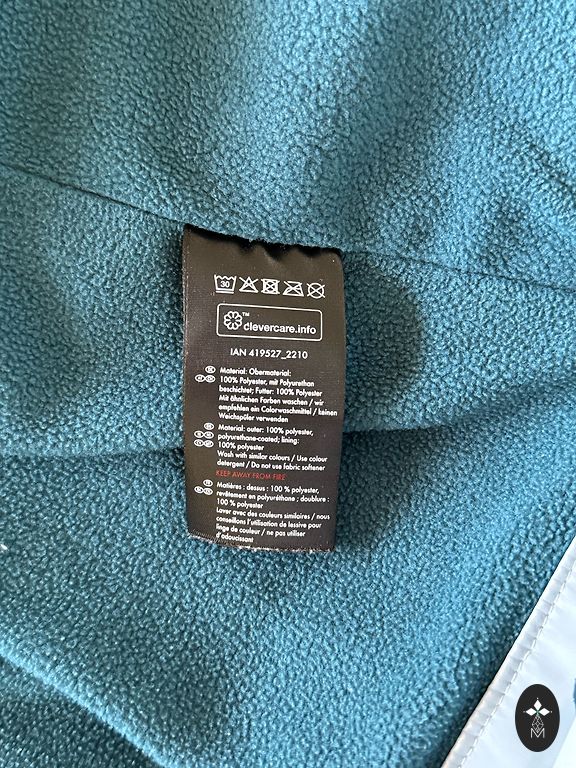 30
™ clevercare.info
IAN 419527_2210
Material: Obermaterial:
100% Polyester, mit Polyurethan
beschichtet; Futter: 100% Polyester
Mit ähnlichen Farben waschen / wir
empfehlen ein Colorwaschmittel / keinen
Weichspüler verwenden
Material: outer: 100% polyester,
polyurethane-coated; lining:
100% polyester
Wash with similar colours / Use colour
detergent / Do not use fabric softener
KEEP AWAY FROM FIRE
Matières : dessus : 100 % polyester,
revêtement en polyuréthane ; doublure :
100 % polyester
Laver avec des couleurs similaires / nous
conseillons l'utilisation de lessive pour
linge de couleur / ne pas utiliser
d'adoucissant
M